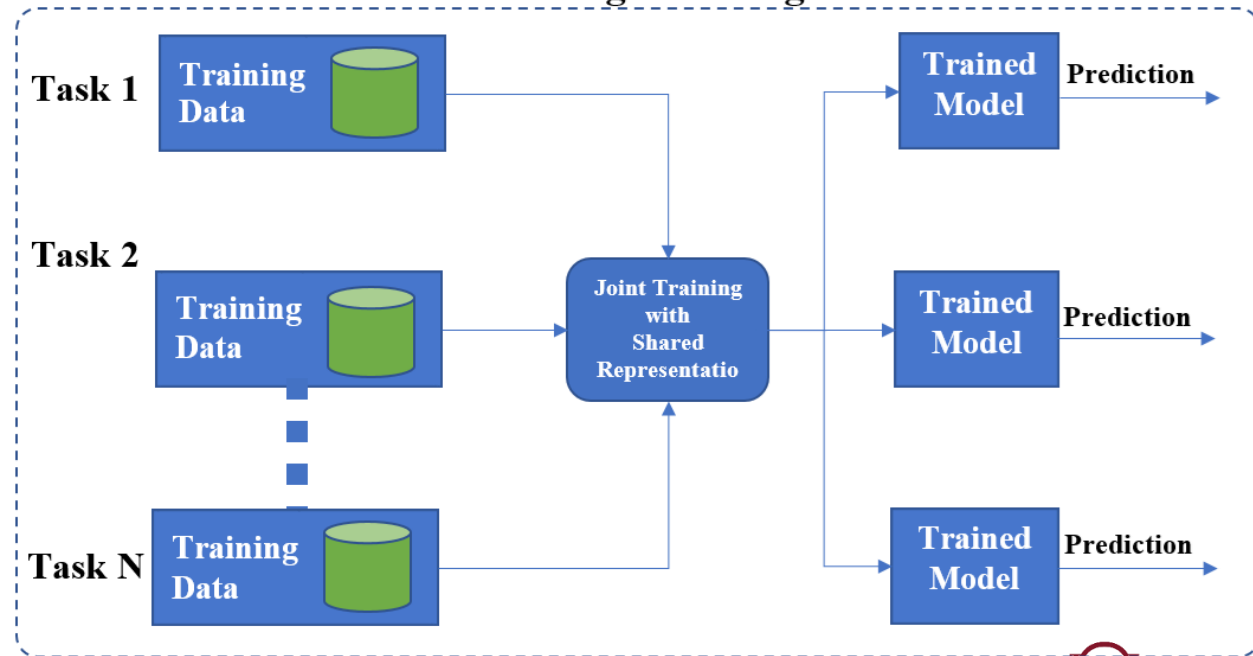 Task 1
Training
Data
Trained
Model
Prediction
Task 2
Training
Data
Joint Training
with
Shared
Representatio
Trained
Model
Prediction
Task N
Training
Data
Trained
Model
Prediction